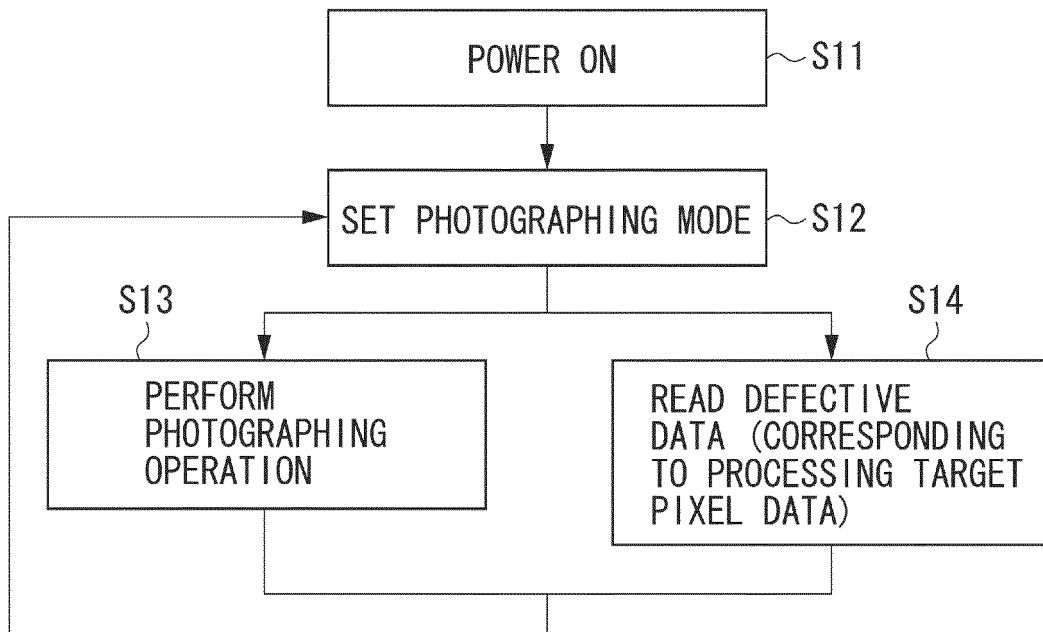 POWER ON
S11
SET PHOTOGRAPHING MODE
S12
S13
S14
PERFORM
PHOTOGRAPHING
OPERATION
READ DEFECTIVE
DATA (CORRESPONDING
TO PROCESSING TARGET
PIXEL DATA)